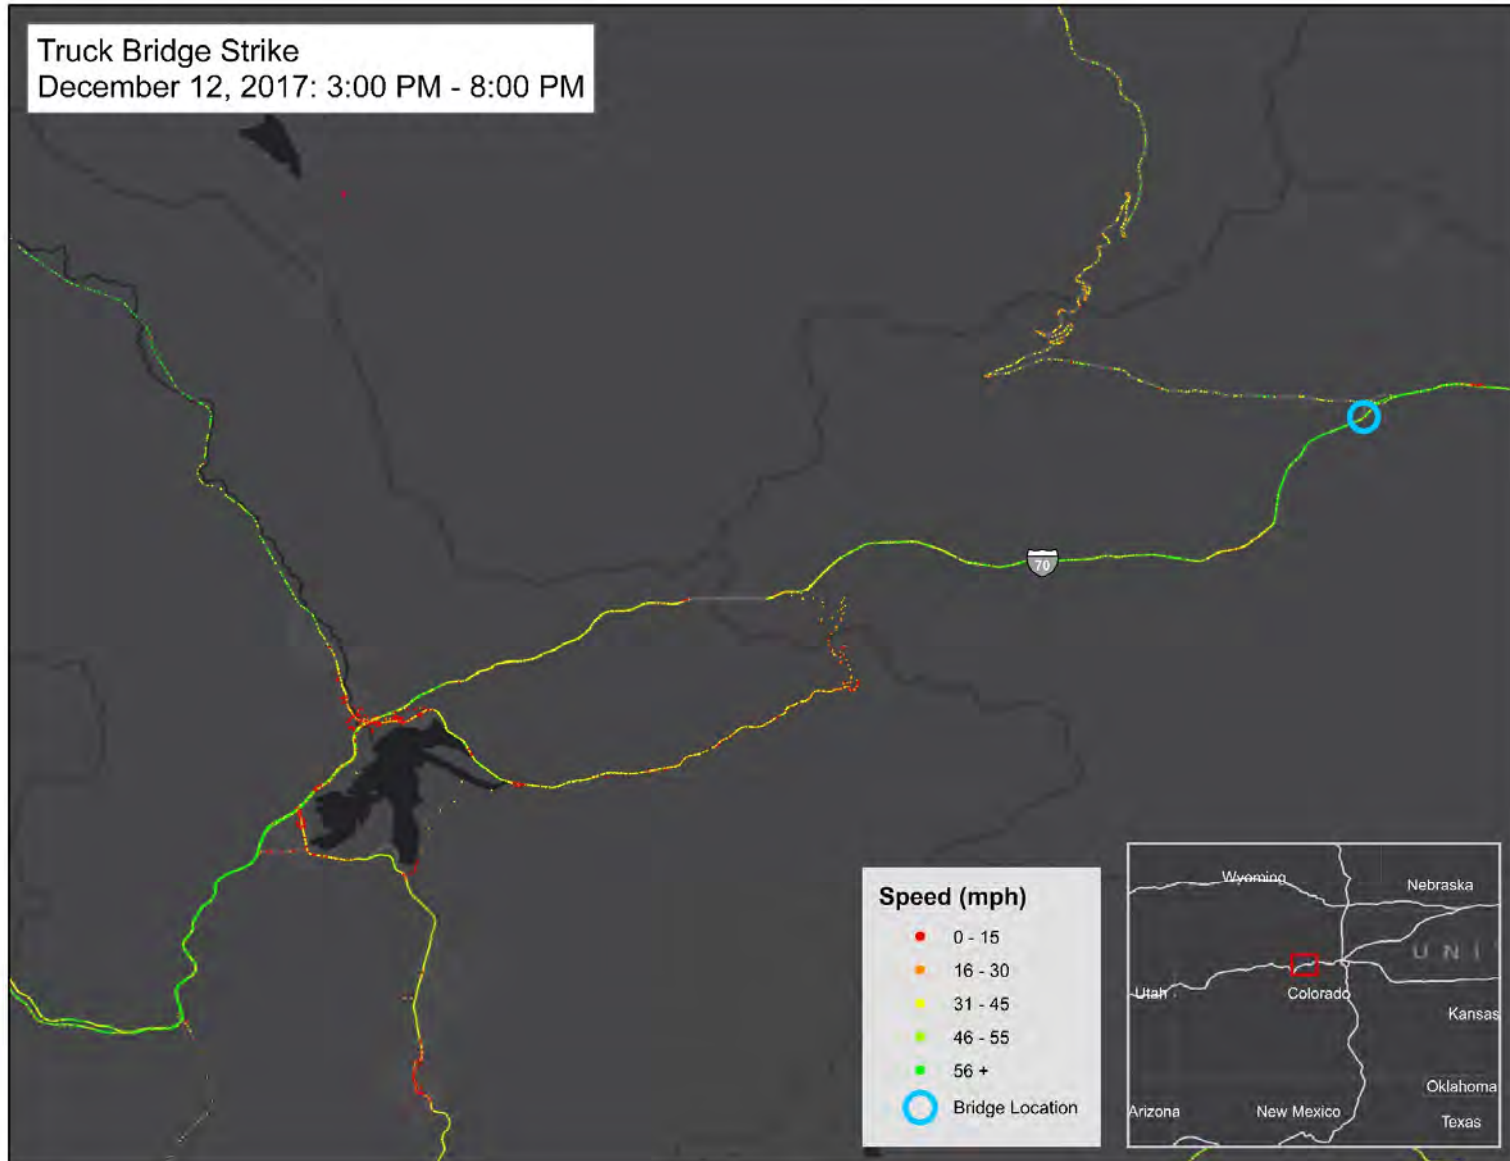 Truck Bridge Strike
December 12, 2017: 3:00 PM - 8:00 PM
70
Speed (mph)
0 - 15
16 - 30
31 - 45
46 - 55
56 +
Bridge Location
Wyoming
Nebraska
U N I
Utah
Colorado
Kansas
Oklahoma
Arizona
New Mexico
Texas